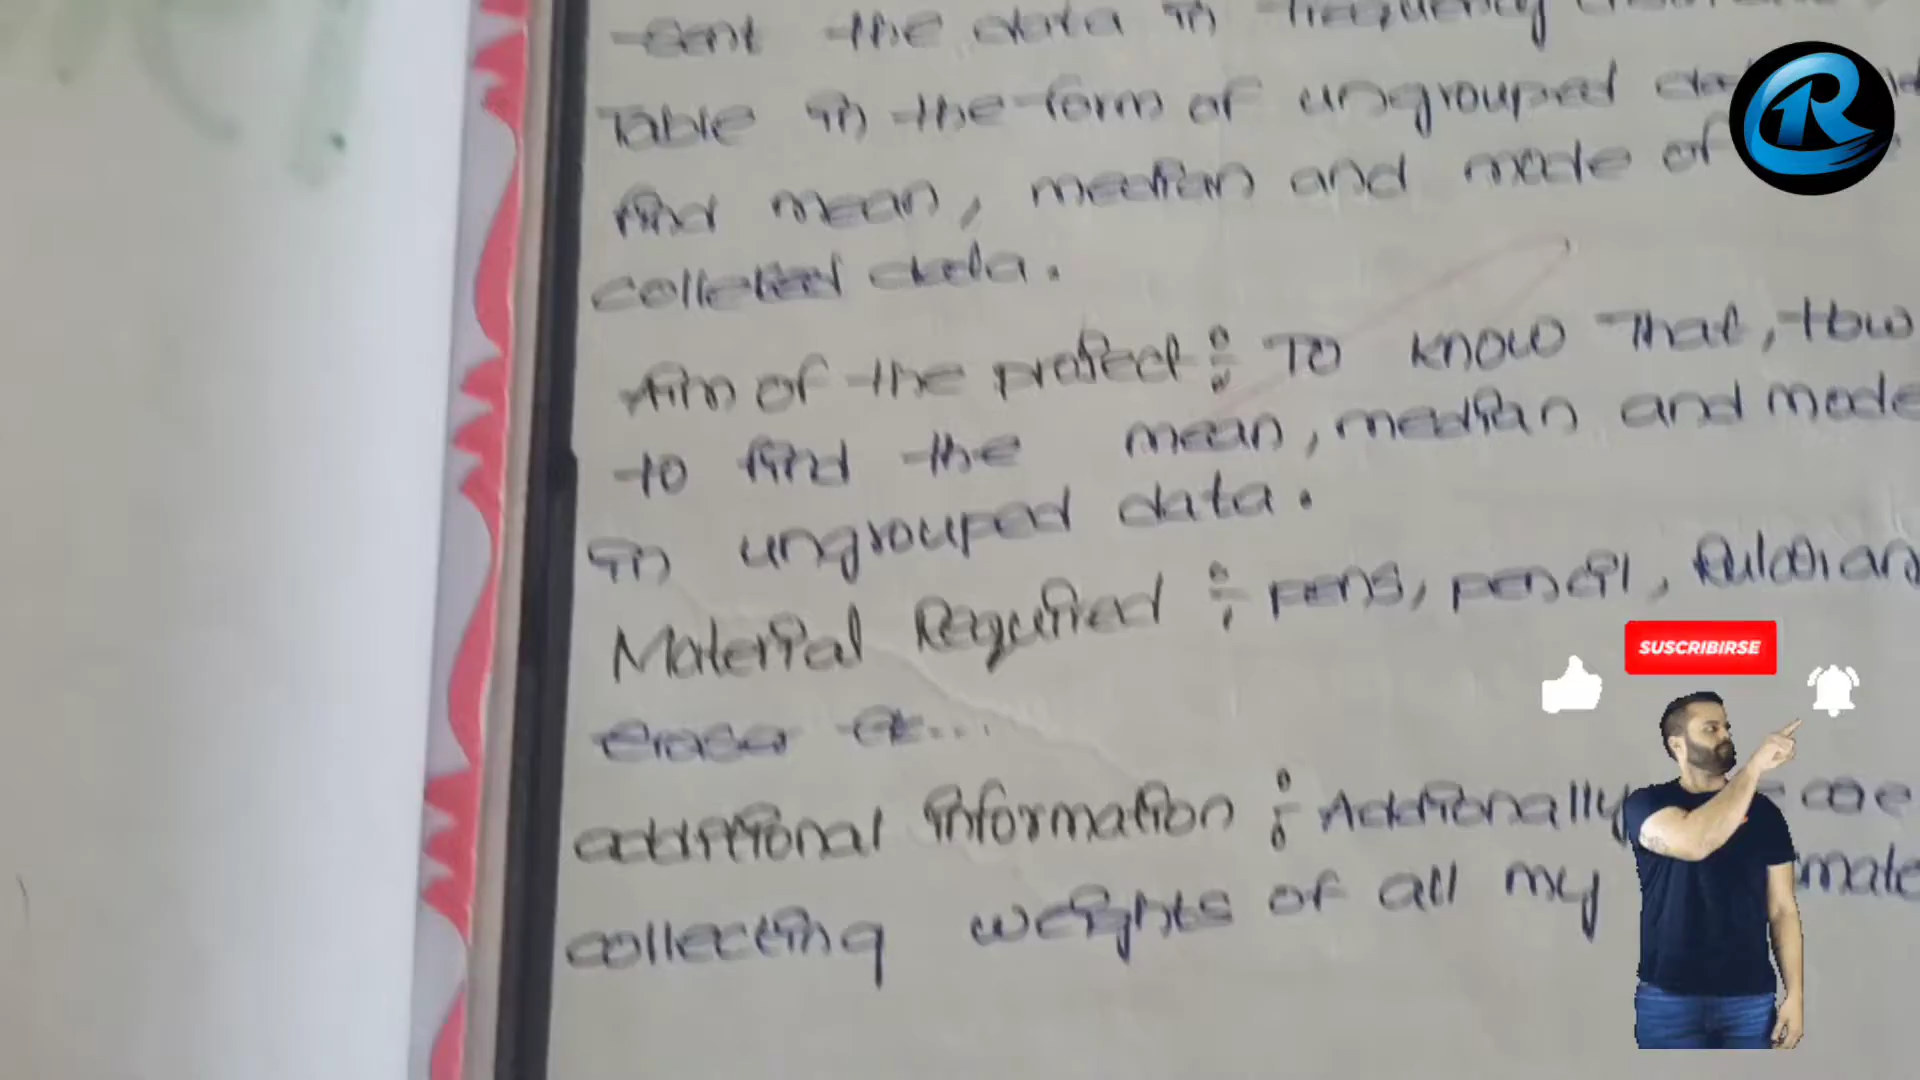 -sent the data in frequency
Table in the form of ungrouped
find mean, median and mode of
collected data.
Aim of the project : To know that, How
to find the mean, median and mode
in ungrouped data.
Material Required : pens, pencil,
eraser etc...
additional information : Additionally we
collecting weights of all my
SUSCRIBIRSE
R